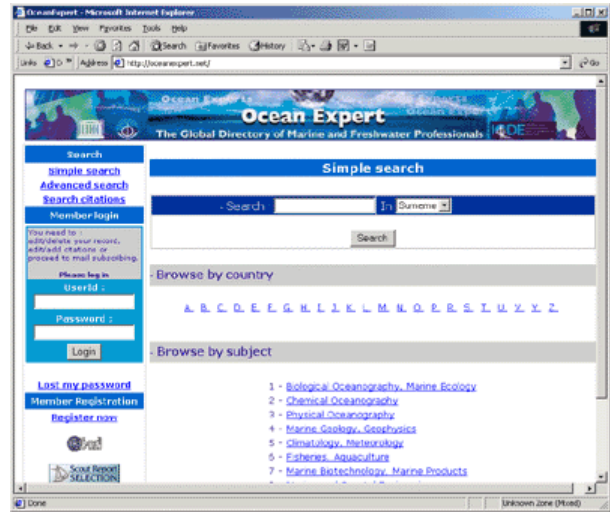 OceanExpert - Microsoft Internet Explorer
File Edit View Favorites Tools Help
Back Search Favorites History
Links Address http://oceanexpert.net/ Go
Ocean Experts
Ocean Expert
The Global Directory of Marine and Freshwater Professionals
IODE
Search
Simple search
Advanced search
Search citations
Member login
You need to :
edit/delete your record,
edit/add citations or
proceed to mail subscribing.
Please log in
UserId :
Password :
Login
Lost my password
Member Registration
Register now
Scout Report
SELECTION
Simple search
- Search In Surname
Search
- Browse by country
A B C D E F G H I J K L M N O P R S T U V Y Z
- Browse by subject
1 - Biological Oceanography, Marine Ecology
2 - Chemical Oceanography
3 - Physical Oceanography
4 - Marine Geology, Geophysics
5 - Climatology, Meteorology
6 - Fisheries, Aquaculture
7 - Marine Biotechnology, Marine Products
Done Unknown Zone (Mixed)